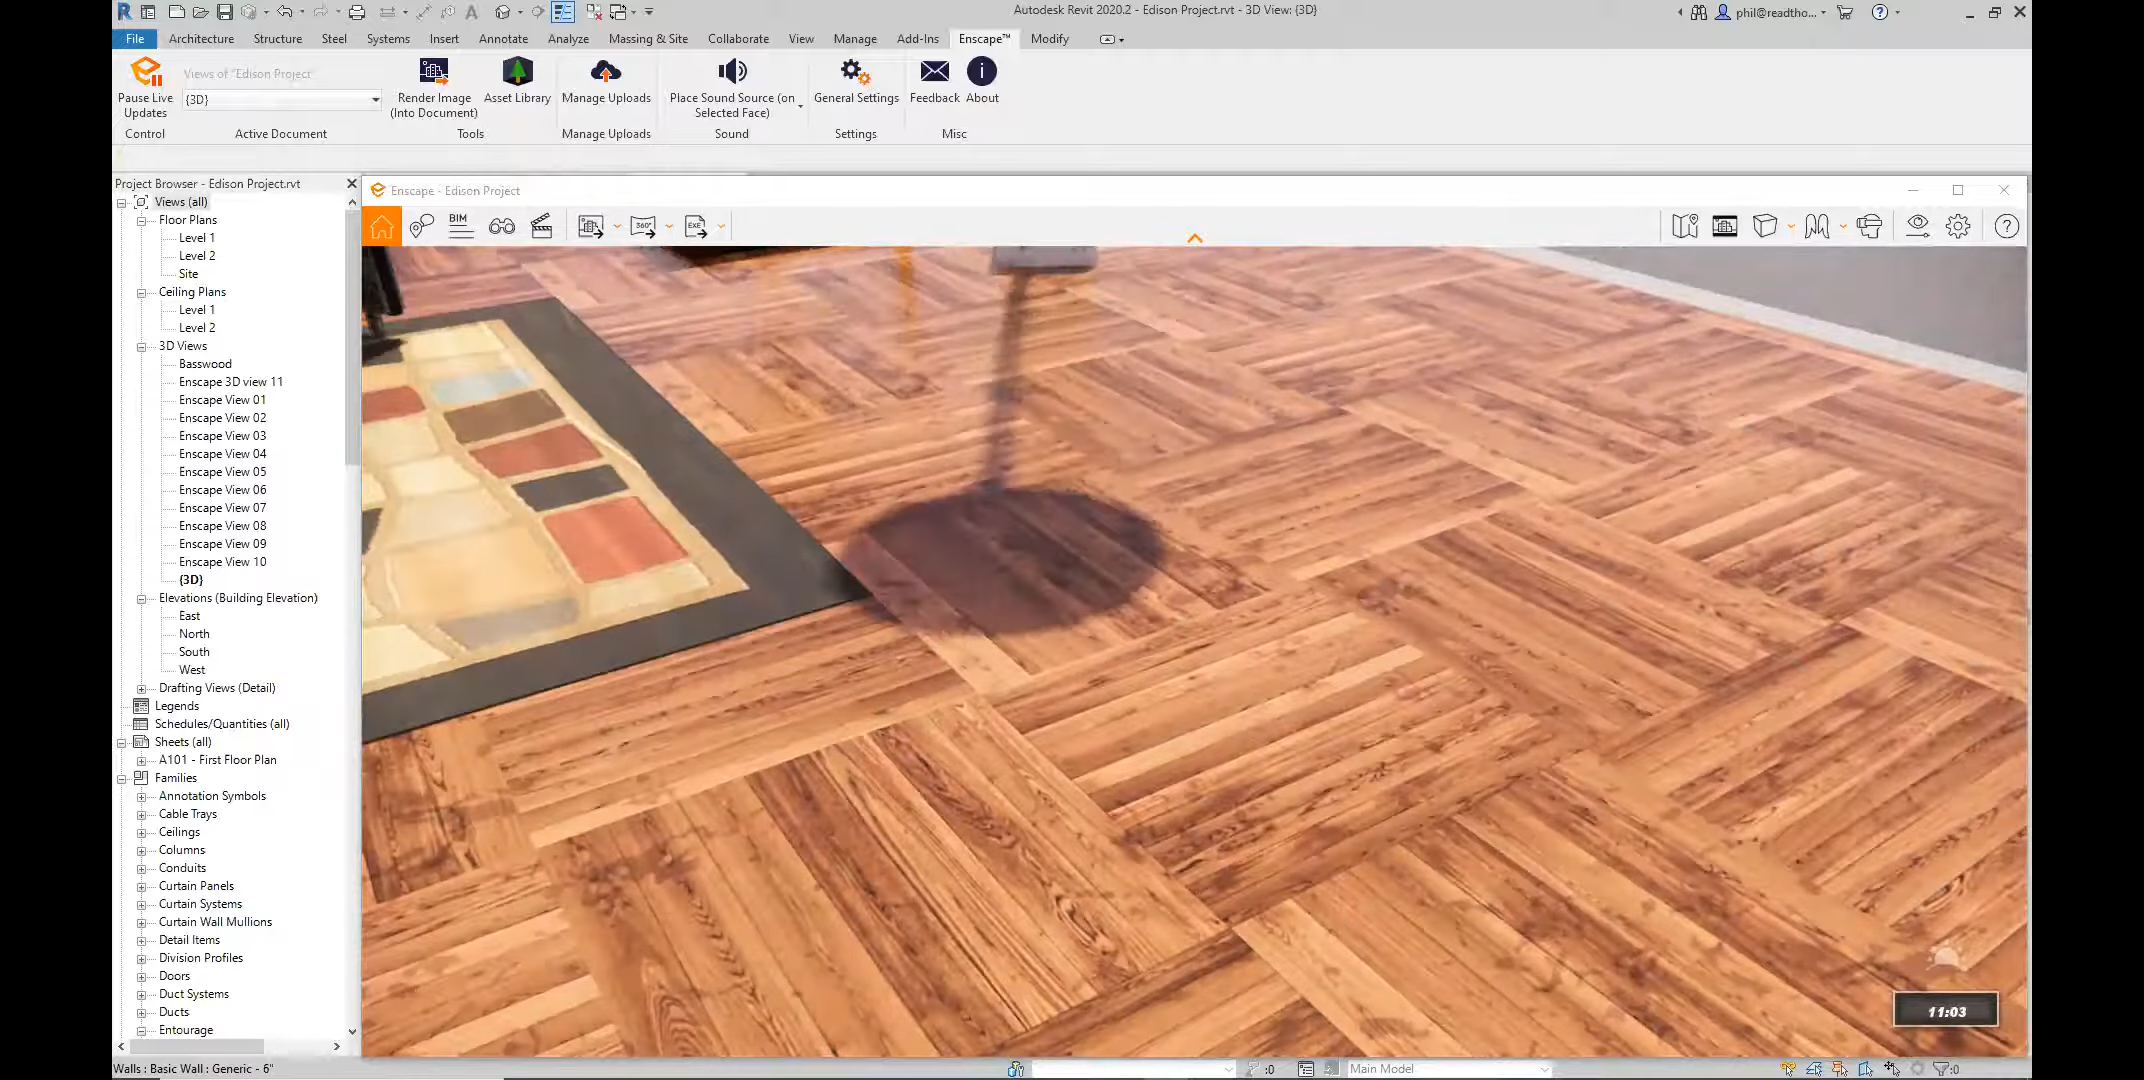 Autodesk Revit 2020.2 - Edison Project.rvt - 3D View: {3D}
phil@readtho...
File Architecture Structure Steel Systems Insert Annotate Analyze Massing & Site Collaborate View Manage Add-Ins Enscape™ Modify
Views of "Edison Project"
{3D}
Pause Live
Updates
Render Image
(Into Document)
Asset Library
Manage Uploads
Place Sound Source (on
Selected Face)
General Settings
Feedback
About
Control
Active Document
Tools
Manage Uploads
Sound
Settings
Misc
Project Browser - Edison Project.rvt
Views (all)
Floor Plans
Level 1
Level 2
Site
Ceiling Plans
Level 1
Level 2
3D Views
Basswood
Enscape 3D view 11
Enscape View 01
Enscape View 02
Enscape View 03
Enscape View 04
Enscape View 05
Enscape View 06
Enscape View 07
Enscape View 08
Enscape View 09
Enscape View 10
{3D}
Elevations (Building Elevation)
East
North
South
West
Drafting Views (Detail)
Legends
Schedules/Quantities (all)
Sheets (all)
A101 - First Floor Plan
Families
Annotation Symbols
Cable Trays
Ceilings
Columns
Conduits
Curtain Panels
Curtain Systems
Curtain Wall Mullions
Detail Items
Division Profiles
Doors
Duct Systems
Ducts
Entourage
Enscape - Edison Project
BIM
360°
EXE
11:03
Walls : Basic Wall : Generic - 6"
:0
Main Model
:0